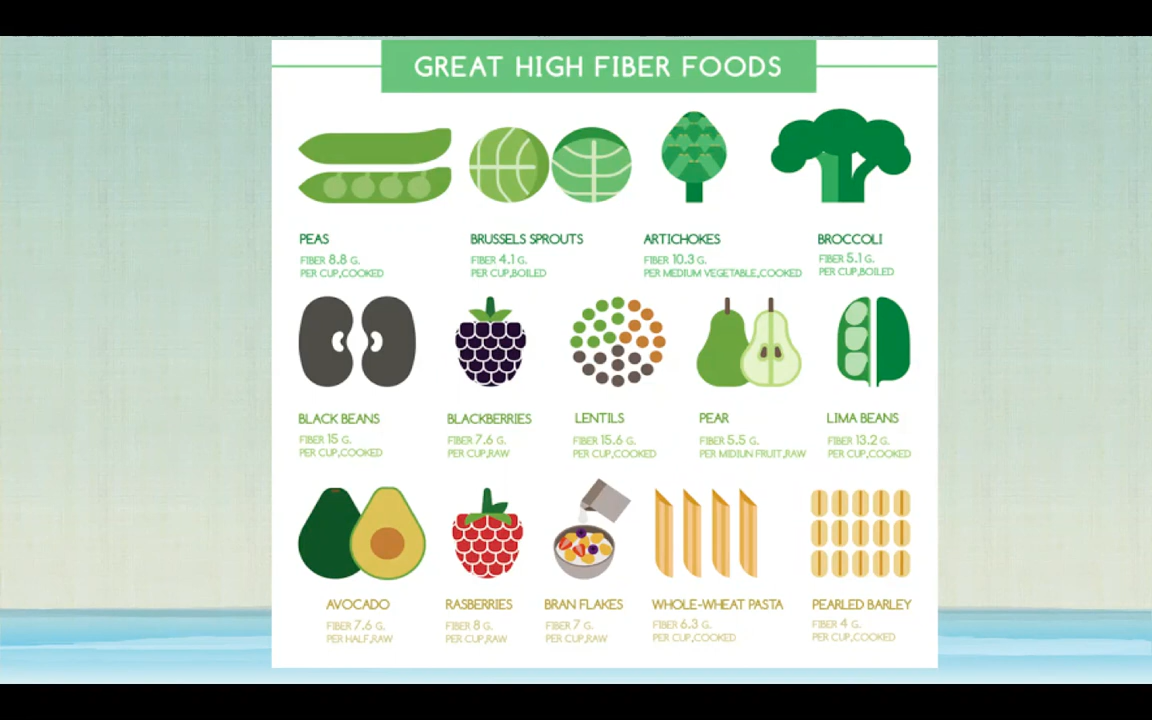 GREAT HIGH FIBER FOODS
PEAS
FIBER 8.8 G.
PER CUP,COOKED
BRUSSELS SPROUTS
FIBER 4.1 G.
PER CUP,BOILED
ARTICHOKES
FIBER 10.3 G.
PER MEDIUM VEGETABLE,COOKED
BROCCOLI
FIBER 5.1 G.
PER CUP,BOILED
BLACK BEANS
FIBER 15 G.
PER CUP,COOKED
BLACKBERRIES
FIBER 7.6 G.
PER CUP,RAW
LENTILS
FIBER 15.6 G.
PER CUP,COOKED
PEAR
FIBER 5.5 G.
PER MIDIUN FRUIT,RAW
LIMA BEANS
FIBER 13.2 G.
PER CUP,COOKED
AVOCADO
FIBER 7.6 G.
PER HALF,RAW
RASBERRIES
FIBER 8 G.
PER CUP,RAW
BRAN FLAKES
FIBER 7 G.
PER CUP,RAW
WHOLE-WHEAT PASTA
FIBER 6.3 G.
PER CUP,COOKED
PEARLED BARLEY
FIBER 4 G.
PER CUP,COOKED